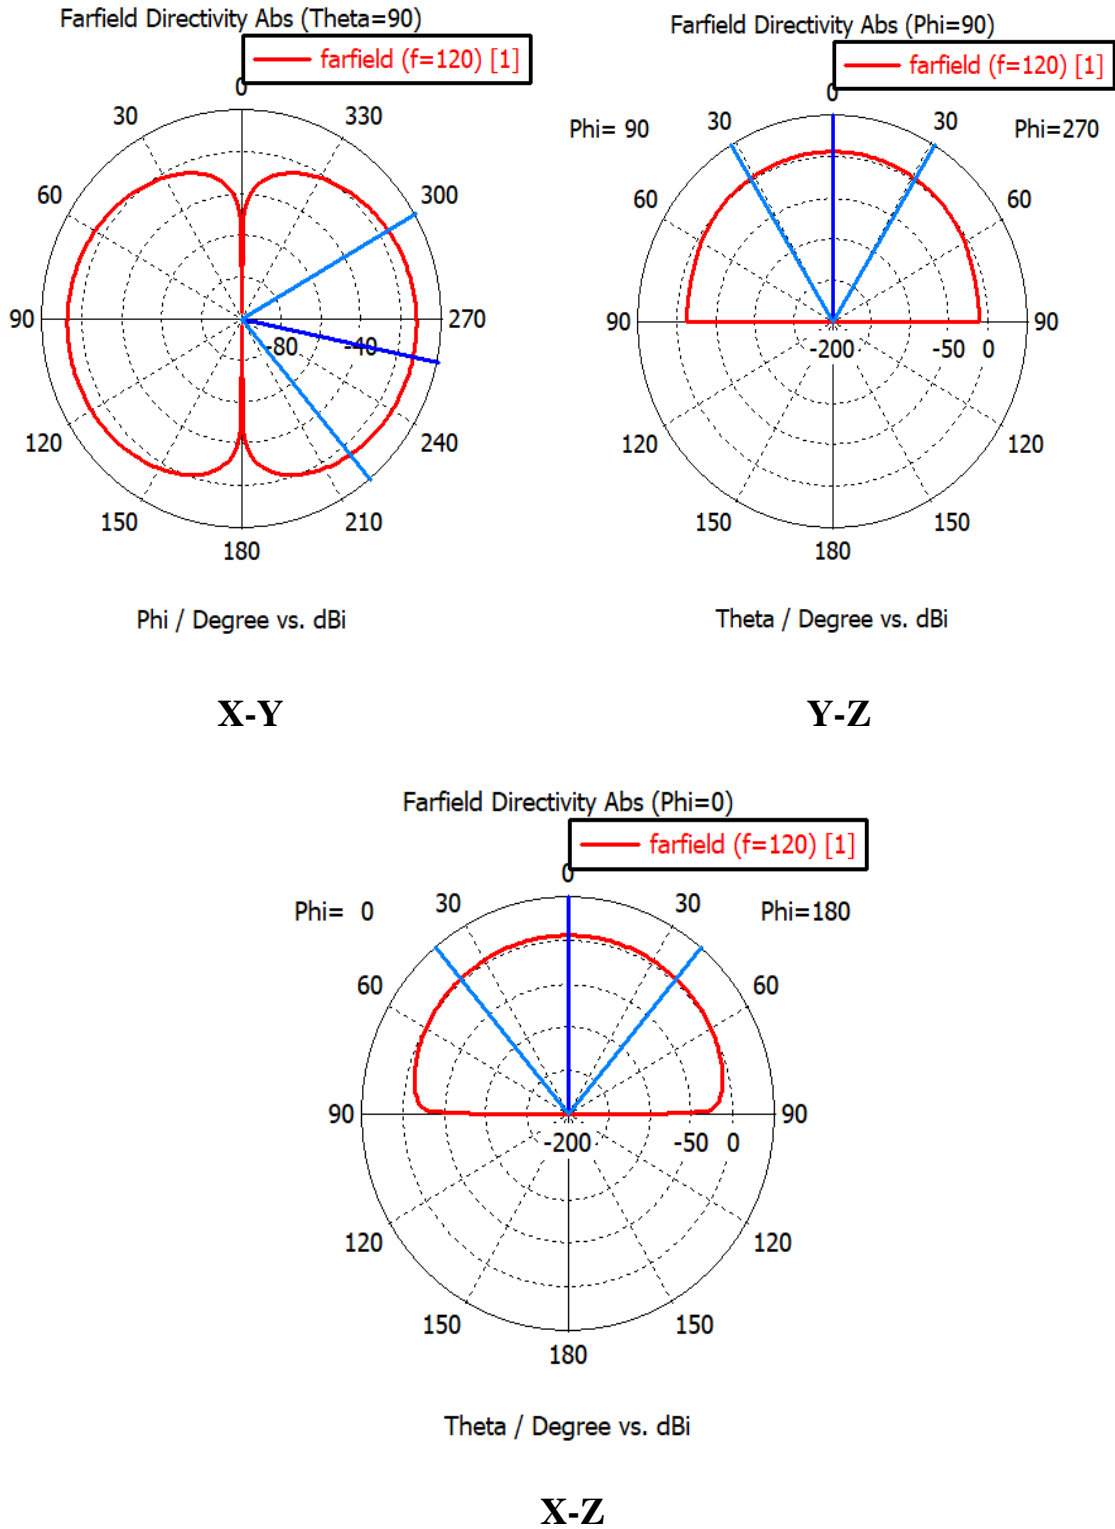 Farfield Directivity Abs (Theta=90)
farfield (f=120) [1]
0
30
330
60
300
90
270
-80
-40
120
240
150
210
180
Phi / Degree vs. dBi
X-Y
Farfield Directivity Abs (Phi=90)
farfield (f=120) [1]
0
Phi= 90
30
30
Phi=270
60
60
90
90
-200
-50
0
120
120
150
150
180
Theta / Degree vs. dBi
Y-Z
Farfield Directivity Abs (Phi=0)
farfield (f=120) [1]
0
Phi= 0
30
30
Phi=180
60
60
90
90
-200
-50
0
120
120
150
150
180
Theta / Degree vs. dBi
X-Z